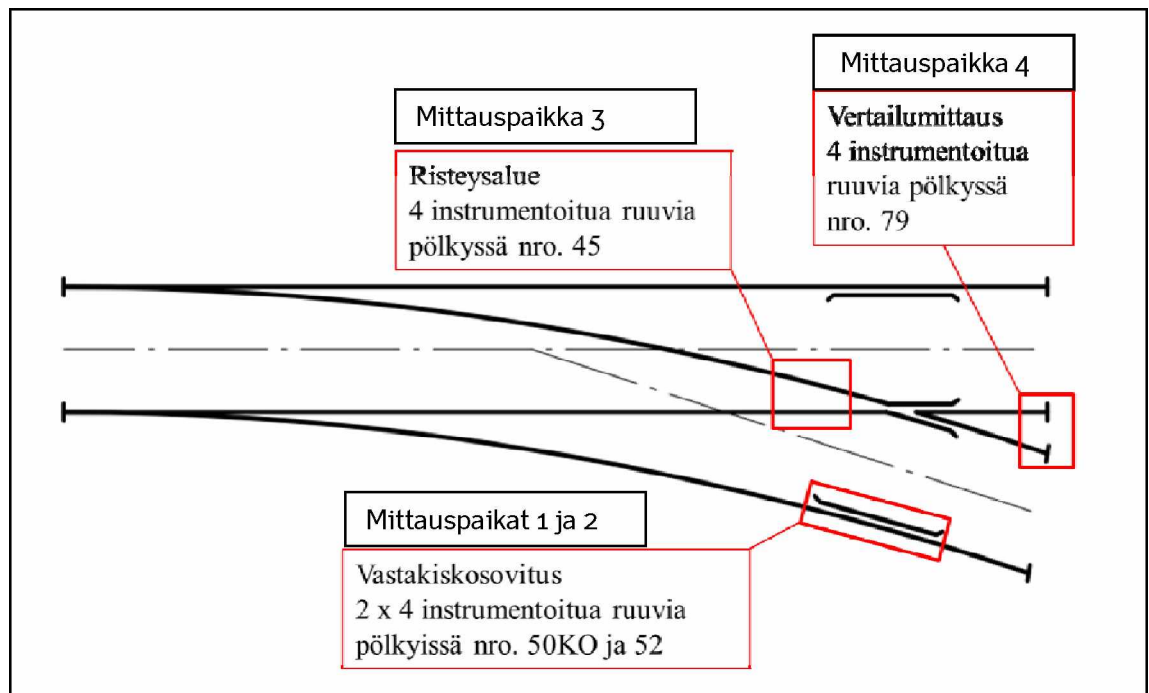 Mittauspaikka 4
Vertailumittaus
4 instrumentoitua
ruuvia pölkyssä
nro. 79
Mittauspaikka 3
Risteysalue
4 instrumentoitua ruuvia
pölkyssä nro. 45
Mittauspaikat 1 ja 2
Vastakiskosovitus
2 x 4 instrumentoitua ruuvia
pölkyissä nro. 50KO ja 52